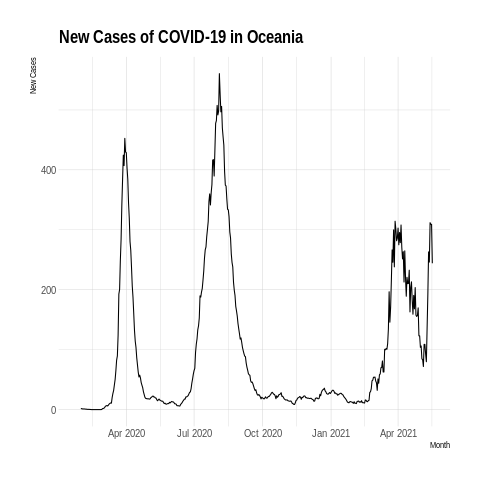 New Cases of COVID-19 in Oceania
New Cases
400
200
0
Apr 2020 Jul 2020 Oct 2020 Jan 2021 Apr 2021
Month